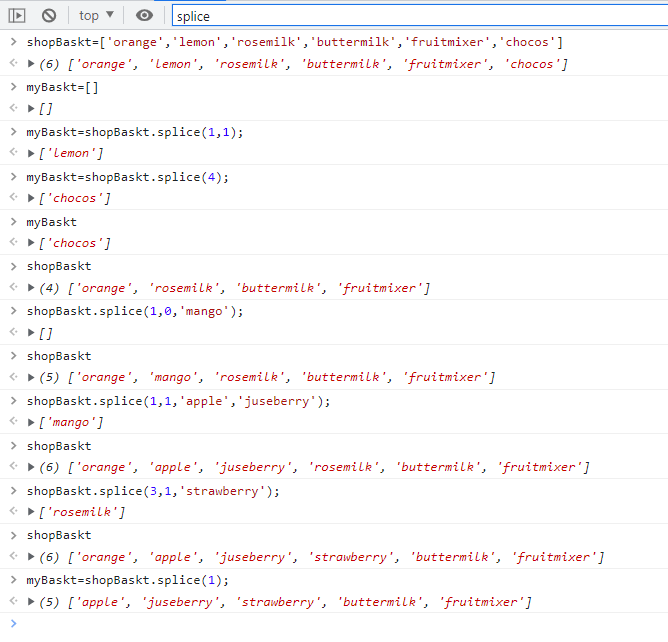 top splice
shopBaskt=['orange','lemon','rosemilk','buttermilk','fruitmixer','chocos']
(6) ['orange', 'lemon', 'rosemilk', 'buttermilk', 'fruitmixer', 'chocos']
myBaskt=[]
[]
myBaskt=shopBaskt.splice(1,1);
['lemon']
myBaskt=shopBaskt.splice(4);
['chocos']
myBaskt
['chocos']
shopBaskt
(4) ['orange', 'rosemilk', 'buttermilk', 'fruitmixer']
shopBaskt.splice(1,0,'mango');
[]
shopBaskt
(5) ['orange', 'mango', 'rosemilk', 'buttermilk', 'fruitmixer']
shopBaskt.splice(1,1,'apple','juseberry');
['mango']
shopBaskt
(6) ['orange', 'apple', 'juseberry', 'rosemilk', 'buttermilk', 'fruitmixer']
shopBaskt.splice(3,1,'strawberry');
['rosemilk']
shopBaskt
(6) ['orange', 'apple', 'juseberry', 'strawberry', 'buttermilk', 'fruitmixer']
myBaskt=shopBaskt.splice(1);
(5) ['apple', 'juseberry', 'strawberry', 'buttermilk', 'fruitmixer']